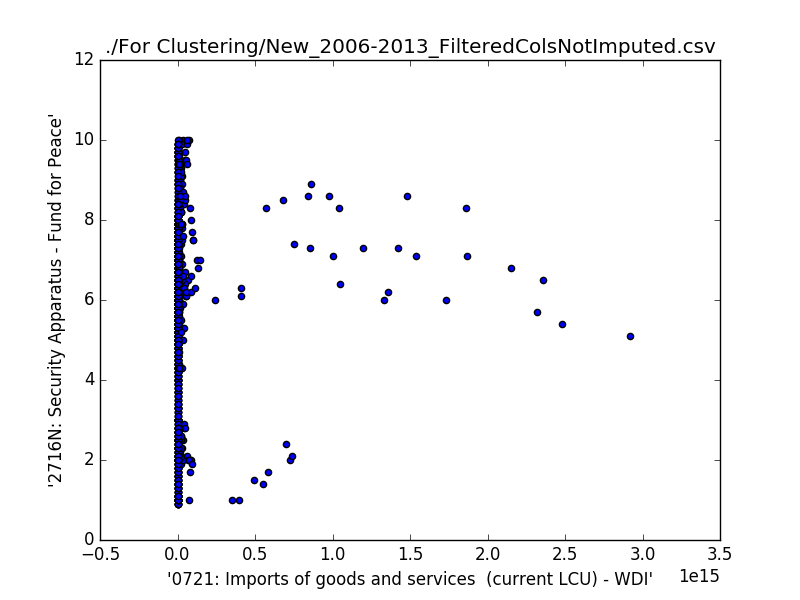 ./For Clustering/New_2006-2013_FilteredColsNotImputed.csv
12
10
8
6
4
2
0
'2716N: Security Apparatus - Fund for Peace'
−0.5 0.0 0.5 1.0 1.5 2.0 2.5 3.0 3.5
1e15
'0721: Imports of goods and services  (current LCU) - WDI'